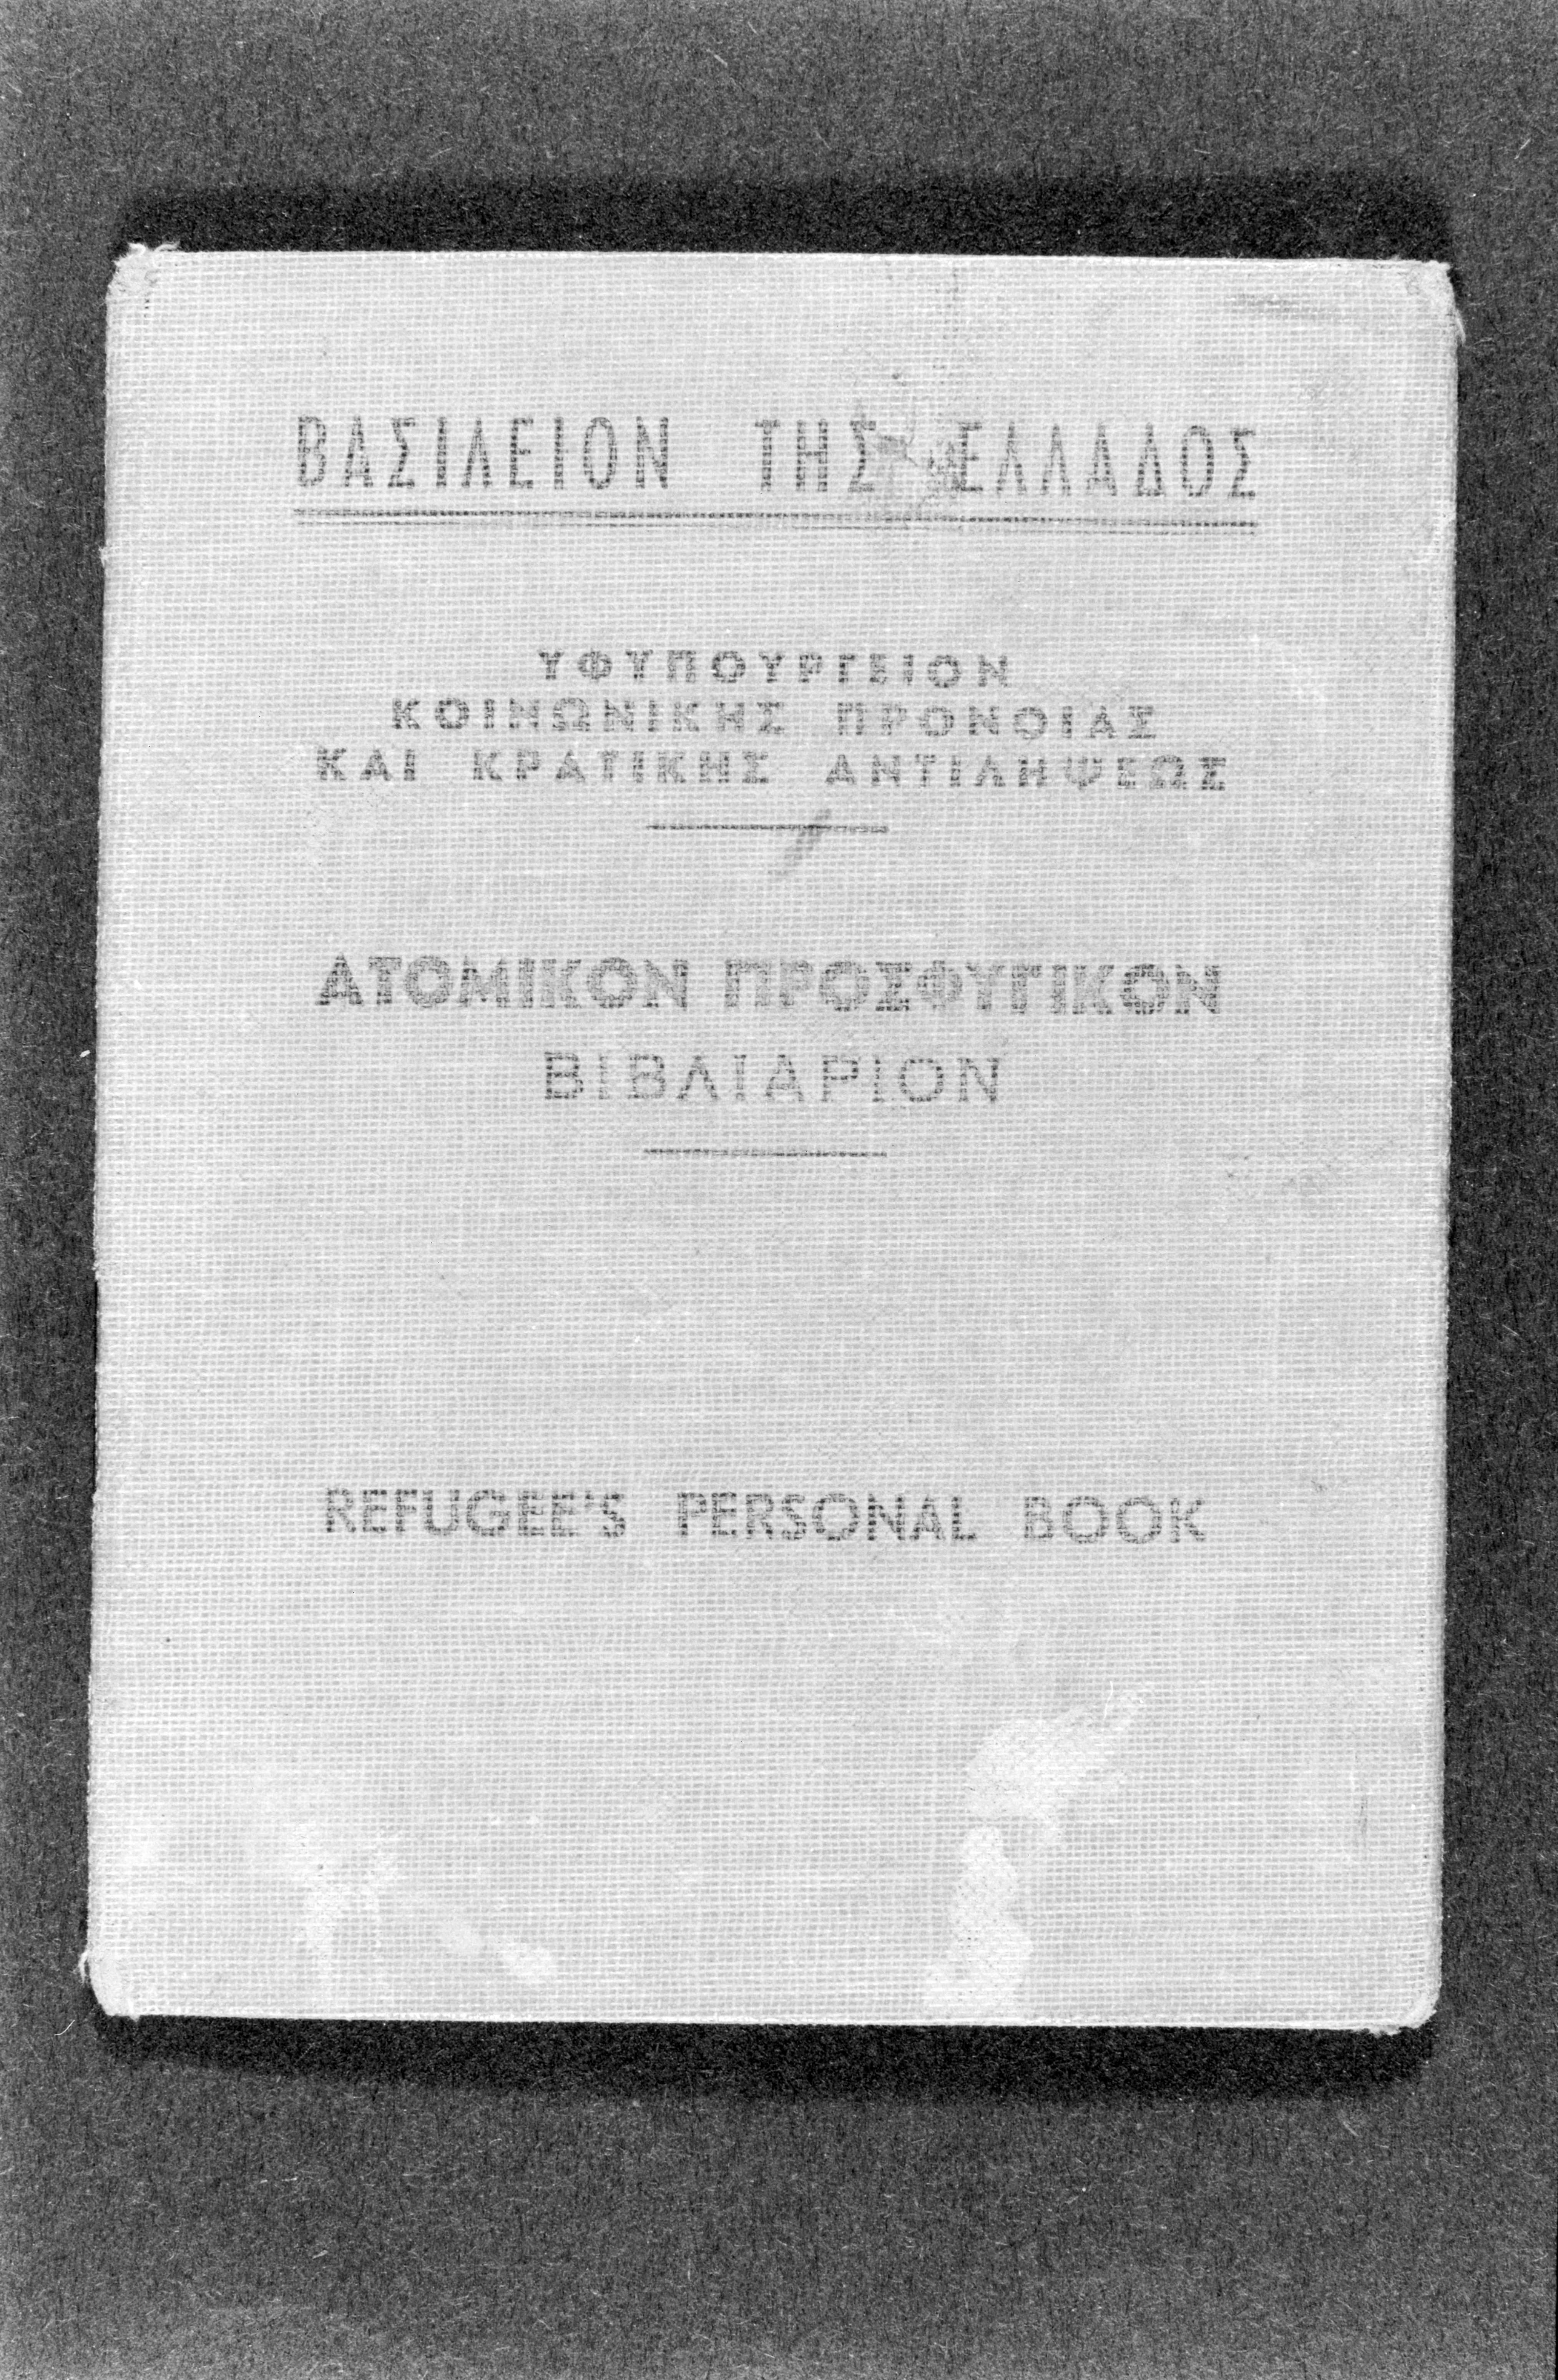 ΒΑΣΙΛΕΙΟΝ ΤΗΣ ΕΛΛΑΔΟΣ
ΥΦΥΠΟΥΡΓΕΙΟΝ
ΚΟΙΝΩΝΙΚΗΣ ΠΡΟΝΟΙΑΣ
ΚΑΙ ΚΡΑΤΙΚΗΣ ΑΝΤΙΛΗΨΕΩΣ
ΑΤΟΜΙΚΟΝ ΠΡΟΣΦΥΓΙΚΟΝ
ΒΙΒΛΙΑΡΙΟΝ
REFUGEE'S PERSONAL BOOK